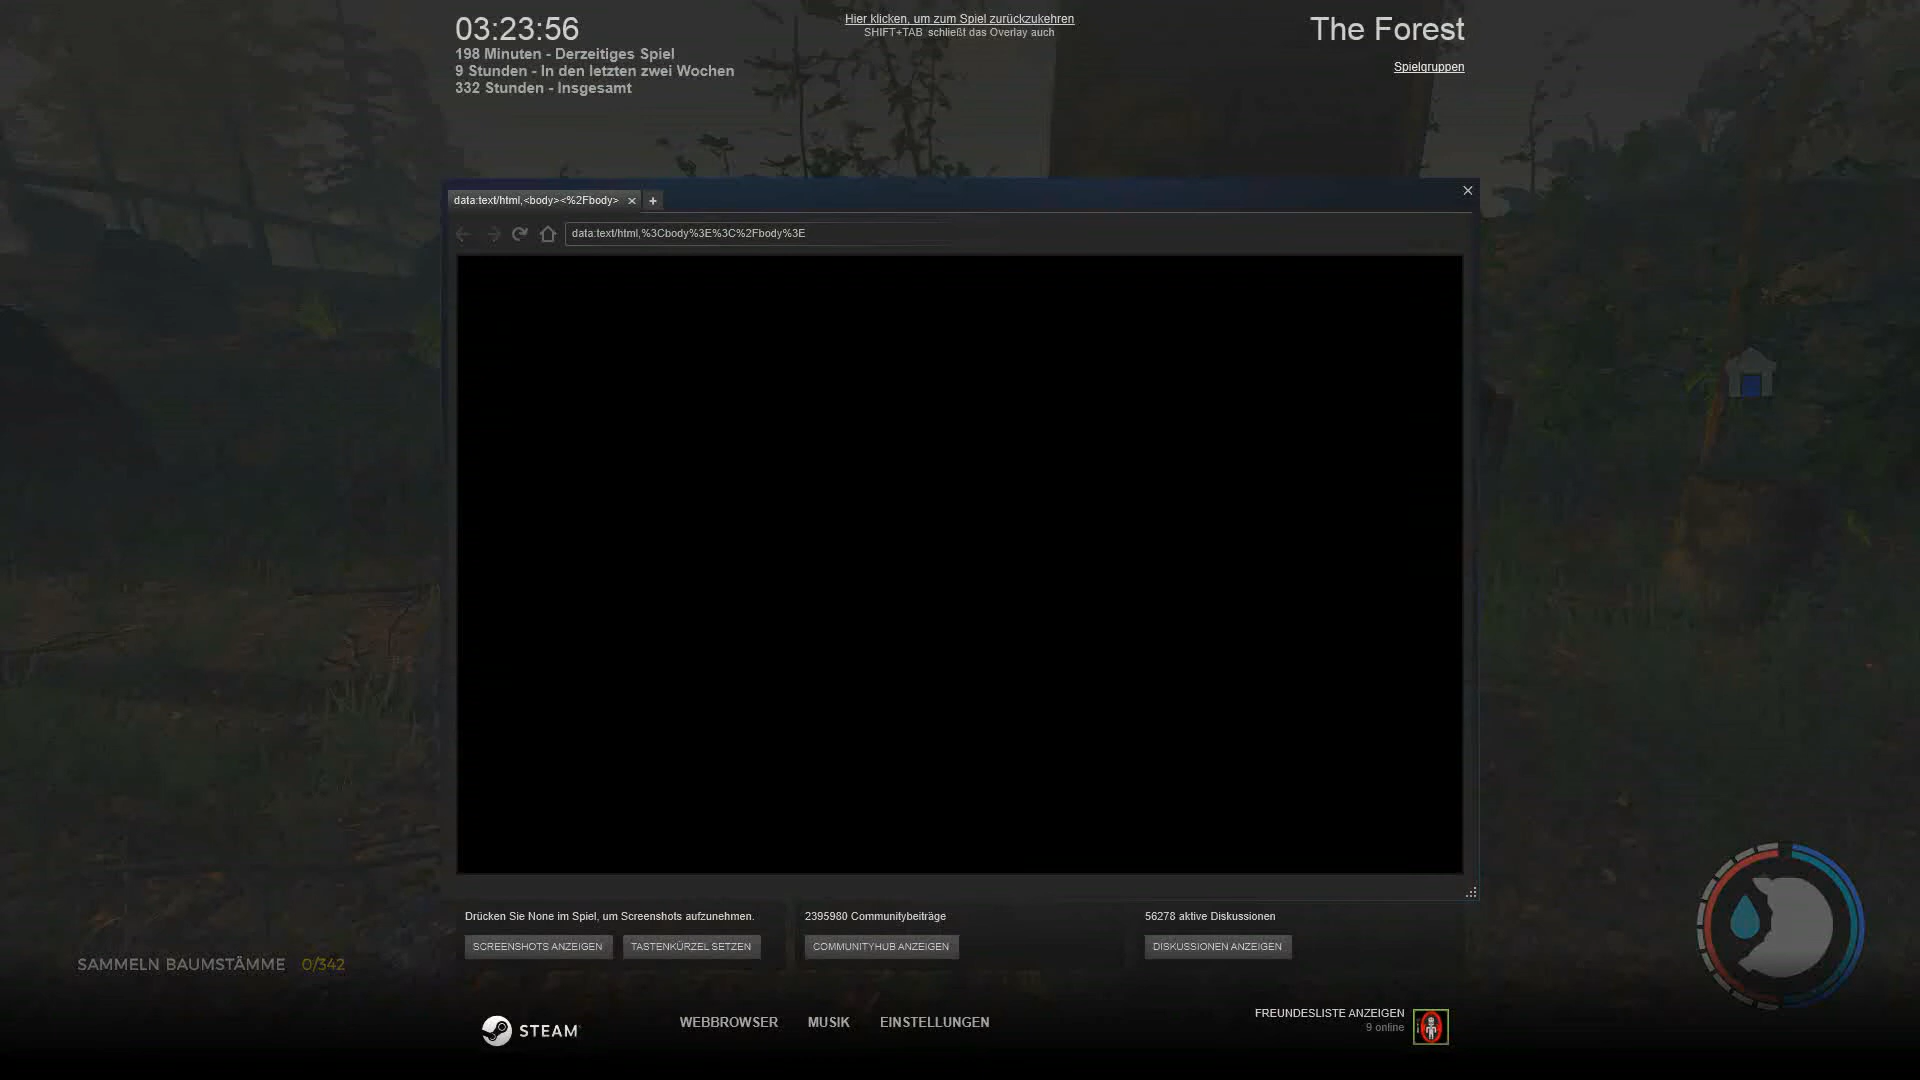 03:23:56
198 Minuten - Derzeitiges Spiel
9 Stunden - In den letzten zwei Wochen
332 Stunden - Insgesamt
Hier klicken, um zum Spiel zurückzukehren
SHIFT+TAB schließt das Overlay auch
The Forest
Spielgruppen
data:text/html,<body><%2Fbody>
data:text/html,%3Cbody%3E%3C%2Fbody%3E
Drücken Sie None im Spiel, um Screenshots aufzunehmen.
SCREENSHOTS ANZEIGEN TASTENKÜRZEL SETZEN
2395980 Communitybeiträge
COMMUNITYHUB ANZEIGEN
56278 aktive Diskussionen
DISKUSSIONEN ANZEIGEN
SAMMELN BAUMSTÄMME 0/342
STEAM
WEBBROWSER MUSIK EINSTELLUNGEN
FREUNDESLISTE ANZEIGEN
9 online